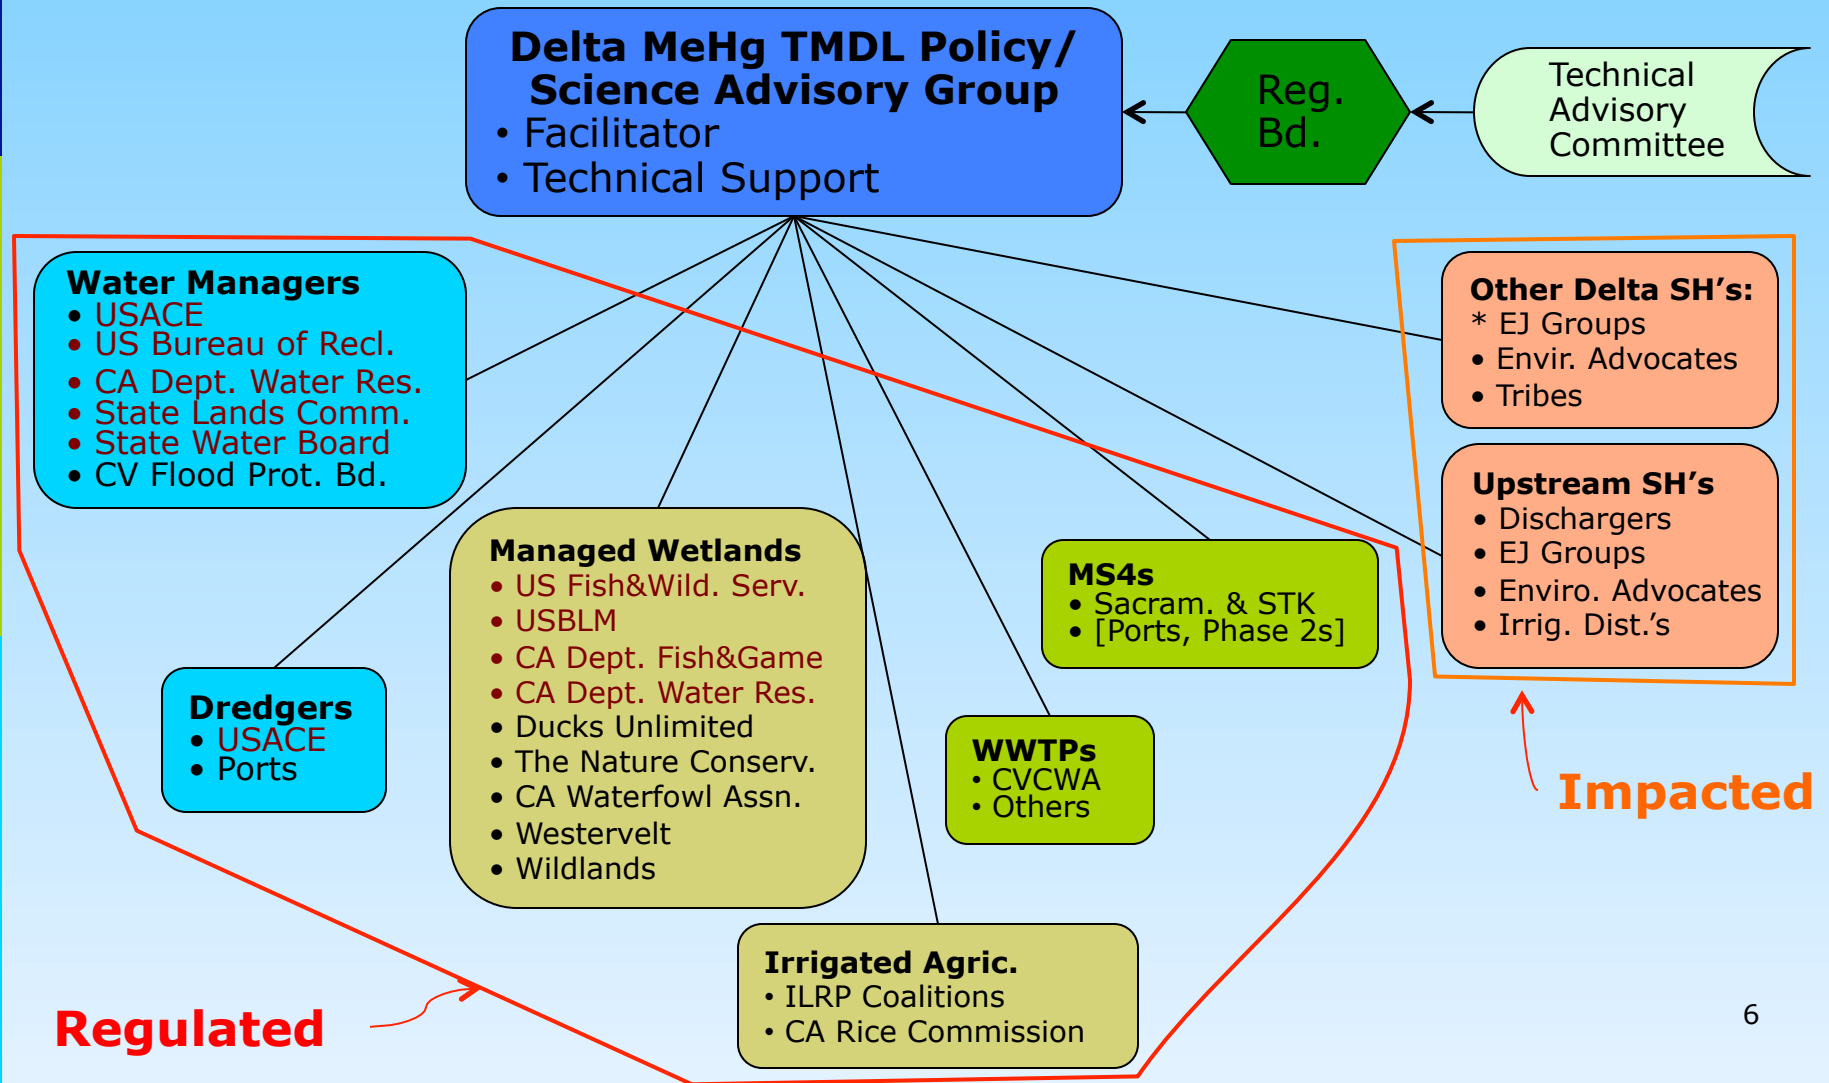 Delta MeHg TMDL Policy/
Science Advisory Group
• Facilitator
• Technical Support
Reg.
Bd.
Technical
Advisory
Committee
Water Managers
• USACE
• US Bureau of Recl.
• CA Dept. Water Res.
• State Lands Comm.
• State Water Board
• CV Flood Prot. Bd.
Other Delta SH's:
* EJ Groups
• Envir. Advocates
• Tribes
Upstream SH's
• Dischargers
• EJ Groups
• Enviro. Advocates
• Irrig. Dist.'s
Managed Wetlands
• US Fish&Wild. Serv.
• USBLM
• CA Dept. Fish&Game
• CA Dept. Water Res.
• Ducks Unlimited
• The Nature Conserv.
• CA Waterfowl Assn.
• Westervelt
• Wildlands
MS4s
• Sacram. & STK
• [Ports, Phase 2s]
Dredgers
• USACE
• Ports
WWTPs
• CVCWA
• Others
Impacted
Irrigated Agric.
• ILRP Coalitions
• CA Rice Commission
Regulated
6